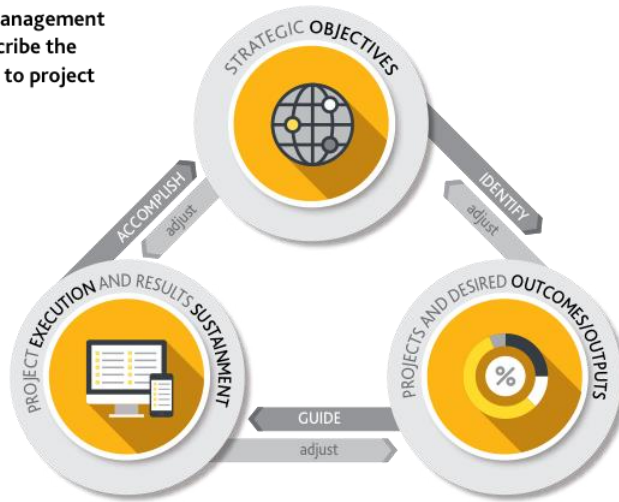 anagement
cribe the
to project
STRATEGIC OBJECTIVES
ACCOMPLISH
adjust
IDENTIFY
adjust
PROJECT EXECUTION AND RESULTS SUSTAINMENT
PROJECTS AND DESIRED OUTCOMES/OUTPUTS
%
GUIDE
adjust